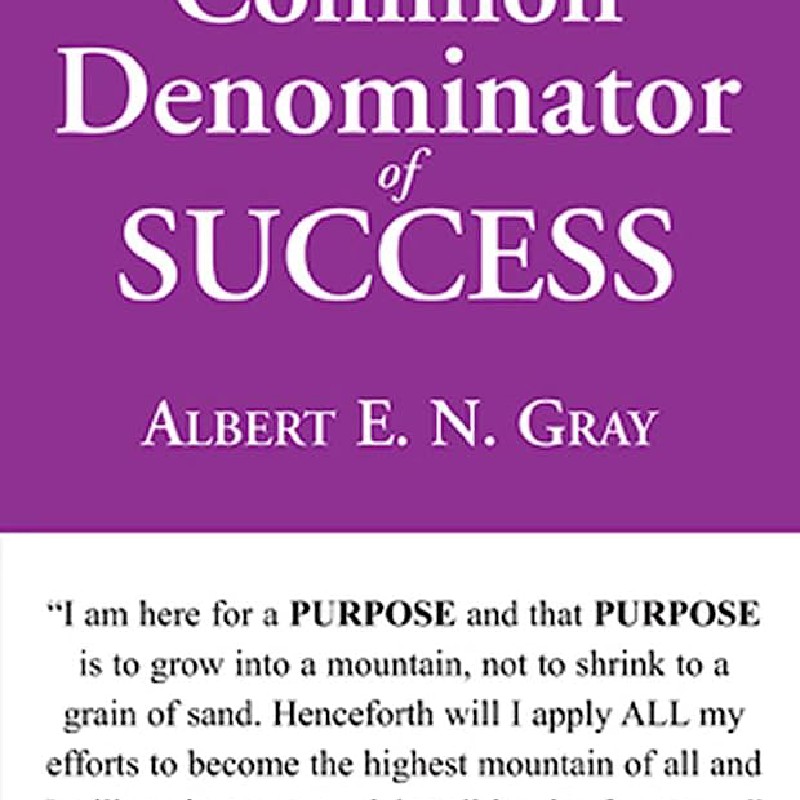 Common
Denominator
of
SUCCESS
ALBERT E. N. GRAY
“I am here for a PURPOSE and that PURPOSE
is to grow into a mountain, not to shrink to a
grain of sand. Henceforth will I apply ALL my
efforts to become the highest mountain of all and